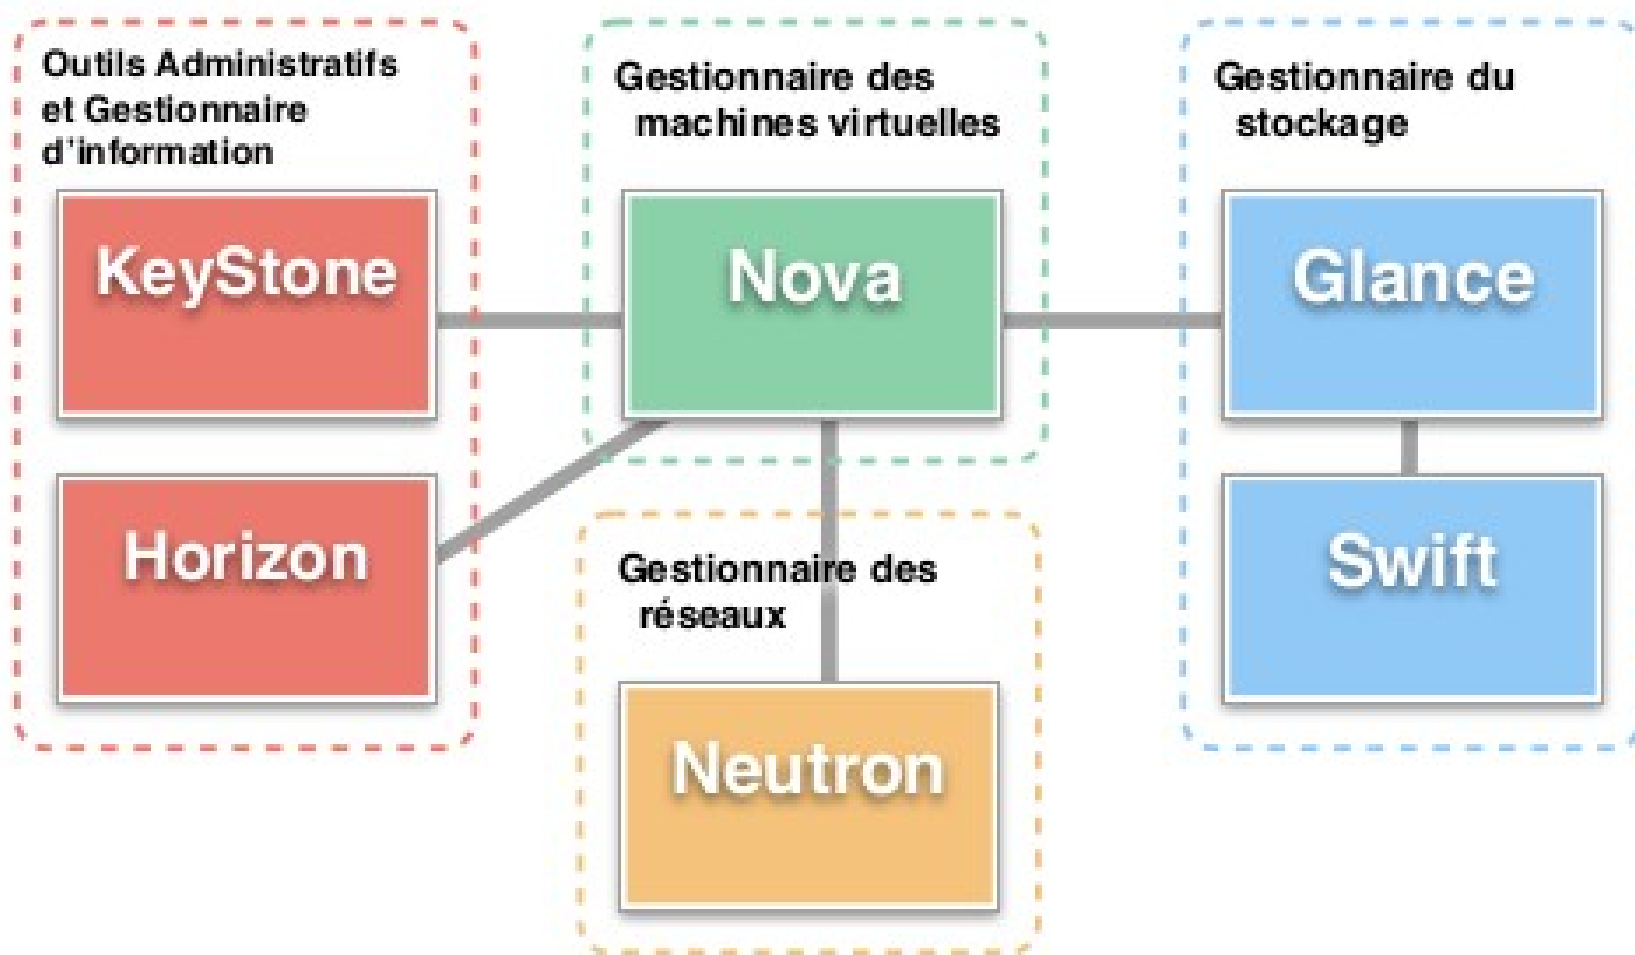 Outils Administratifs
et Gestionnaire
d'information
KeyStone
Horizon
Gestionnaire des
machines virtuelles
Nova
Gestionnaire des
réseaux
Neutron
Gestionnaire du
stockage
Glance
Swift